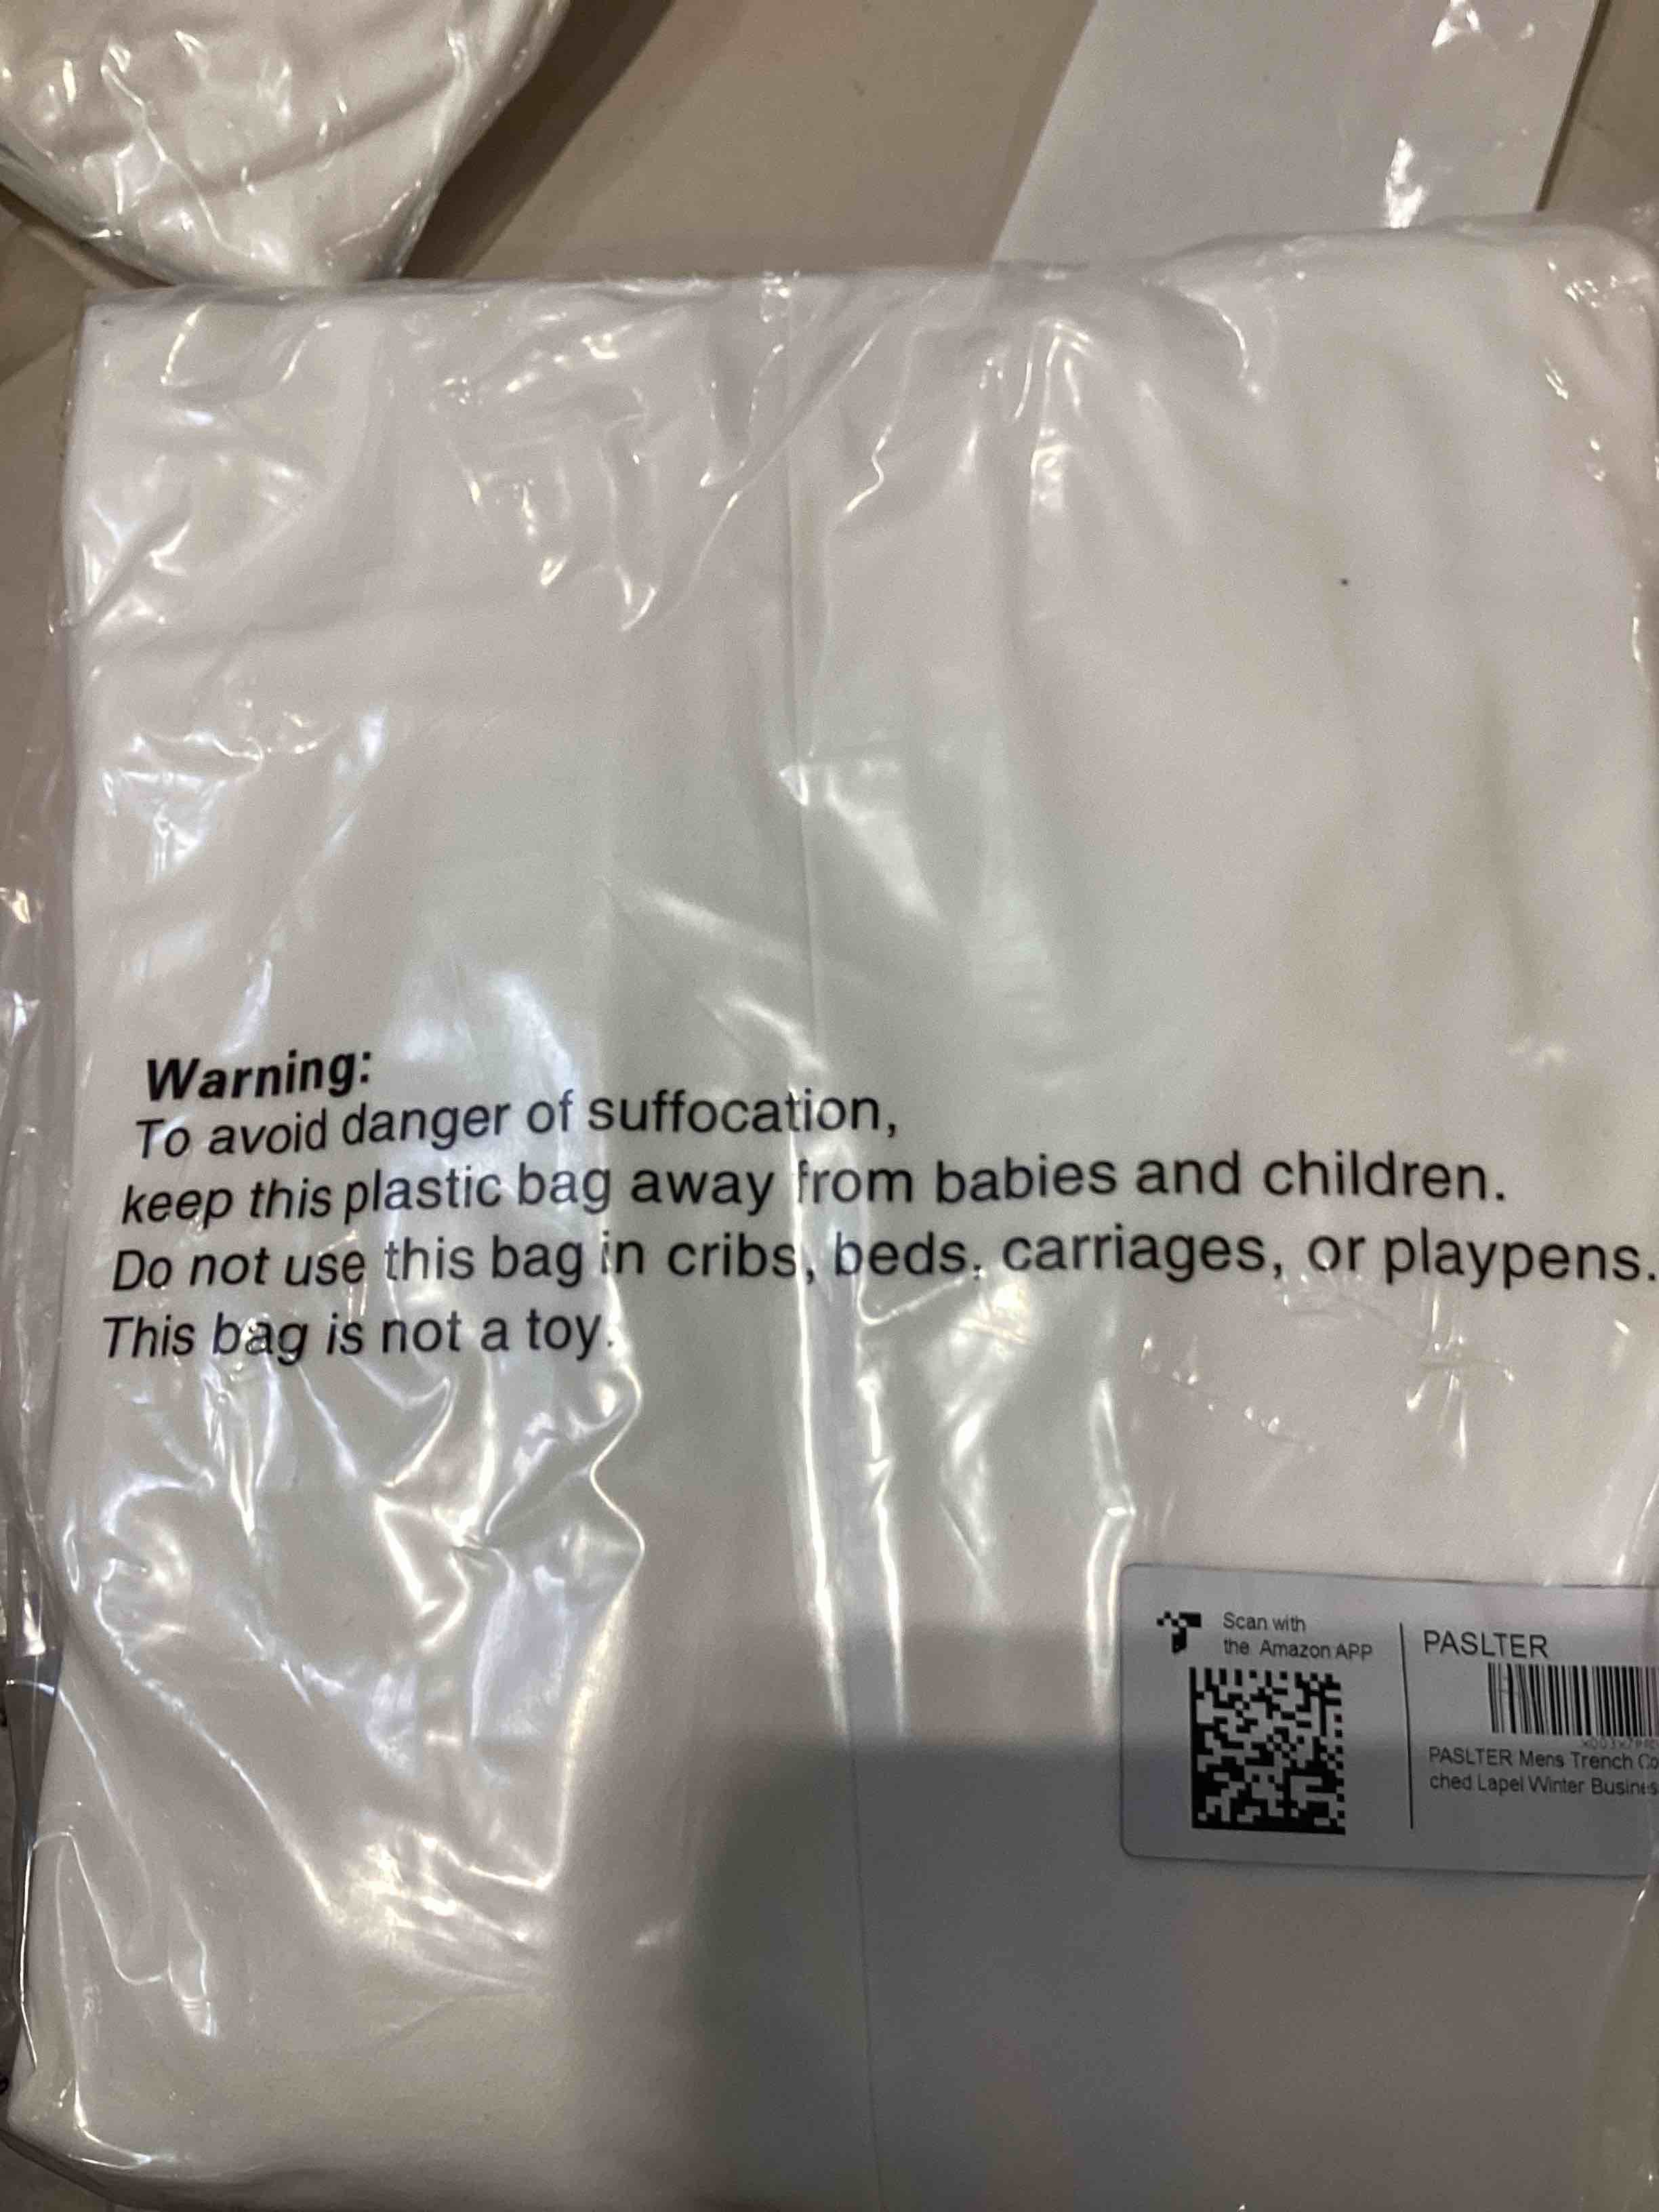 Warning:
To avoid danger of suffocation,
keep this plastic bag away from babies and children.
Do not use this bag in cribs, beds, carriages, or playpens.
This bag is not a toy.
Scan with
the Amazon APP
PASLTER
PASLTER Mens Trench Co
ched Lapel Winter Busines